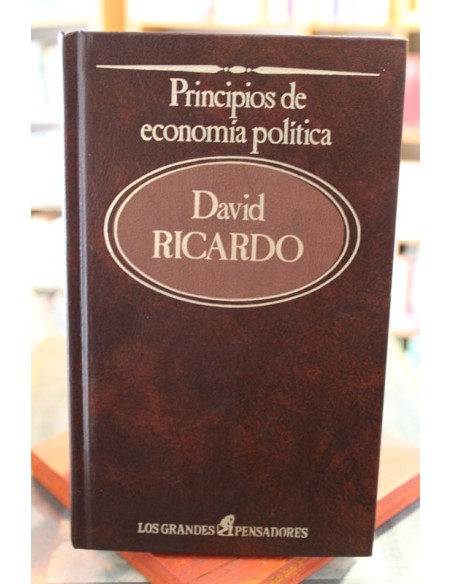 Principios de
economía política
David
RICARDO
LOS GRANDES PENSADORES